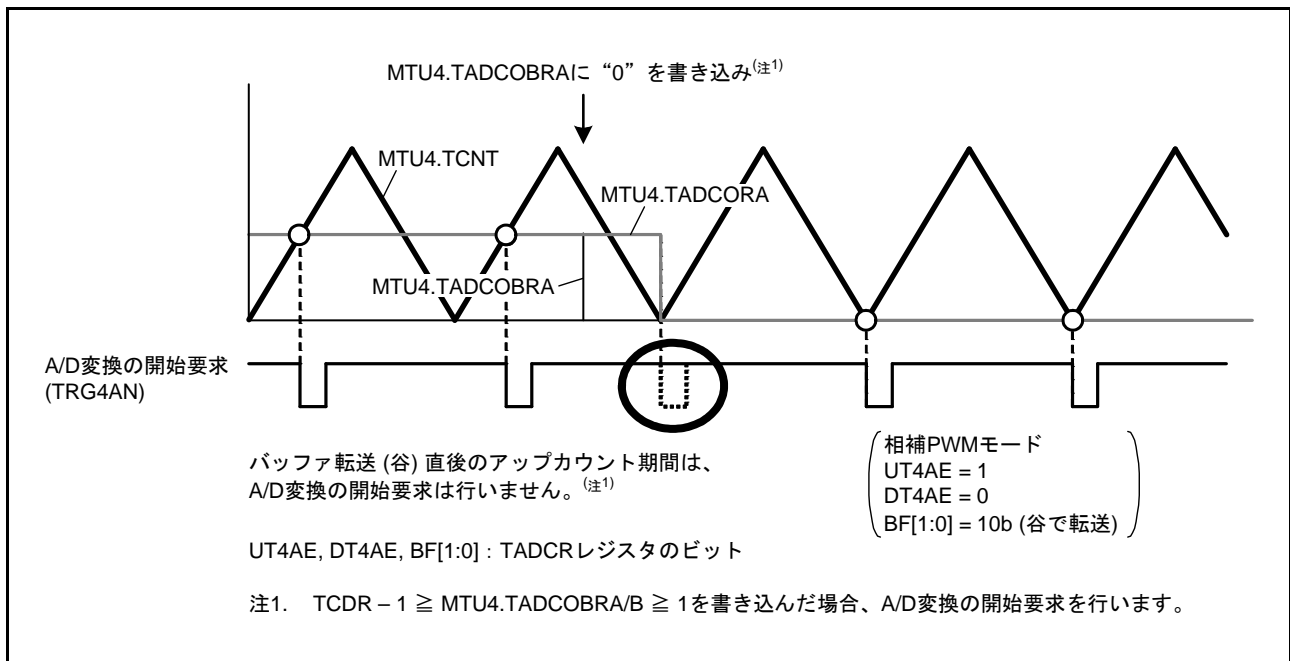 MTU4.TADCOBRAに “0” を書き込み(注1)
MTU4.TCNT
MTU4.TADCORA
MTU4.TADCOBRA
A/D変換の開始要求
(TRG4AN)
相補PWMモード
UT4AE = 1
DT4AE = 0
BF[1:0] = 10b (谷で転送)
バッファ転送 (谷) 直後のアップカウント期間は、
A/D変換の開始要求は行いません。(注1)
UT4AE, DT4AE, BF[1:0] : TADCRレジスタのビット
注1. TCDR – 1 ≧ MTU4.TADCOBRA/B ≧ 1を書き込んだ場合、A/D変換の開始要求を行います。